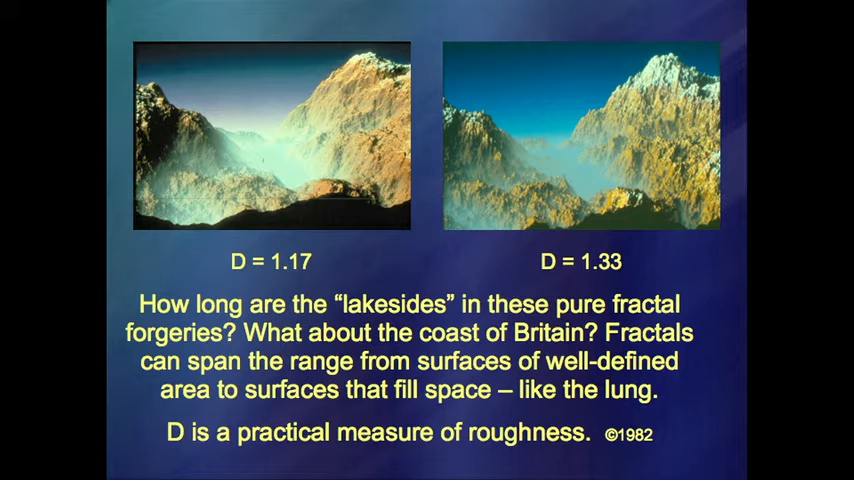 D = 1.17
D = 1.33
How long are the “lakesides” in these pure fractal
forgeries? What about the coast of Britain? Fractals
can span the range from surfaces of well-defined
area to surfaces that fill space – like the lung.
D is a practical measure of roughness. ©1982